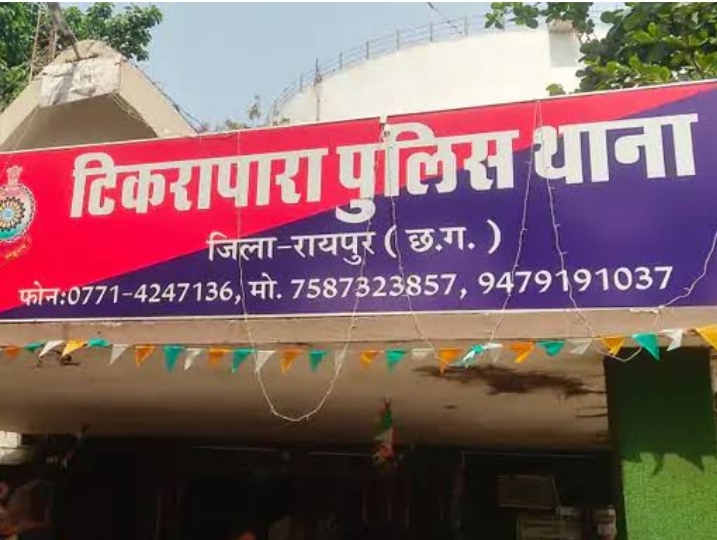 टिकरापारा पुलिस थाना
जिला-रायपुर ( छ.ग. )
फोन:0771-4247136, मो. 7587323857, 9479191037